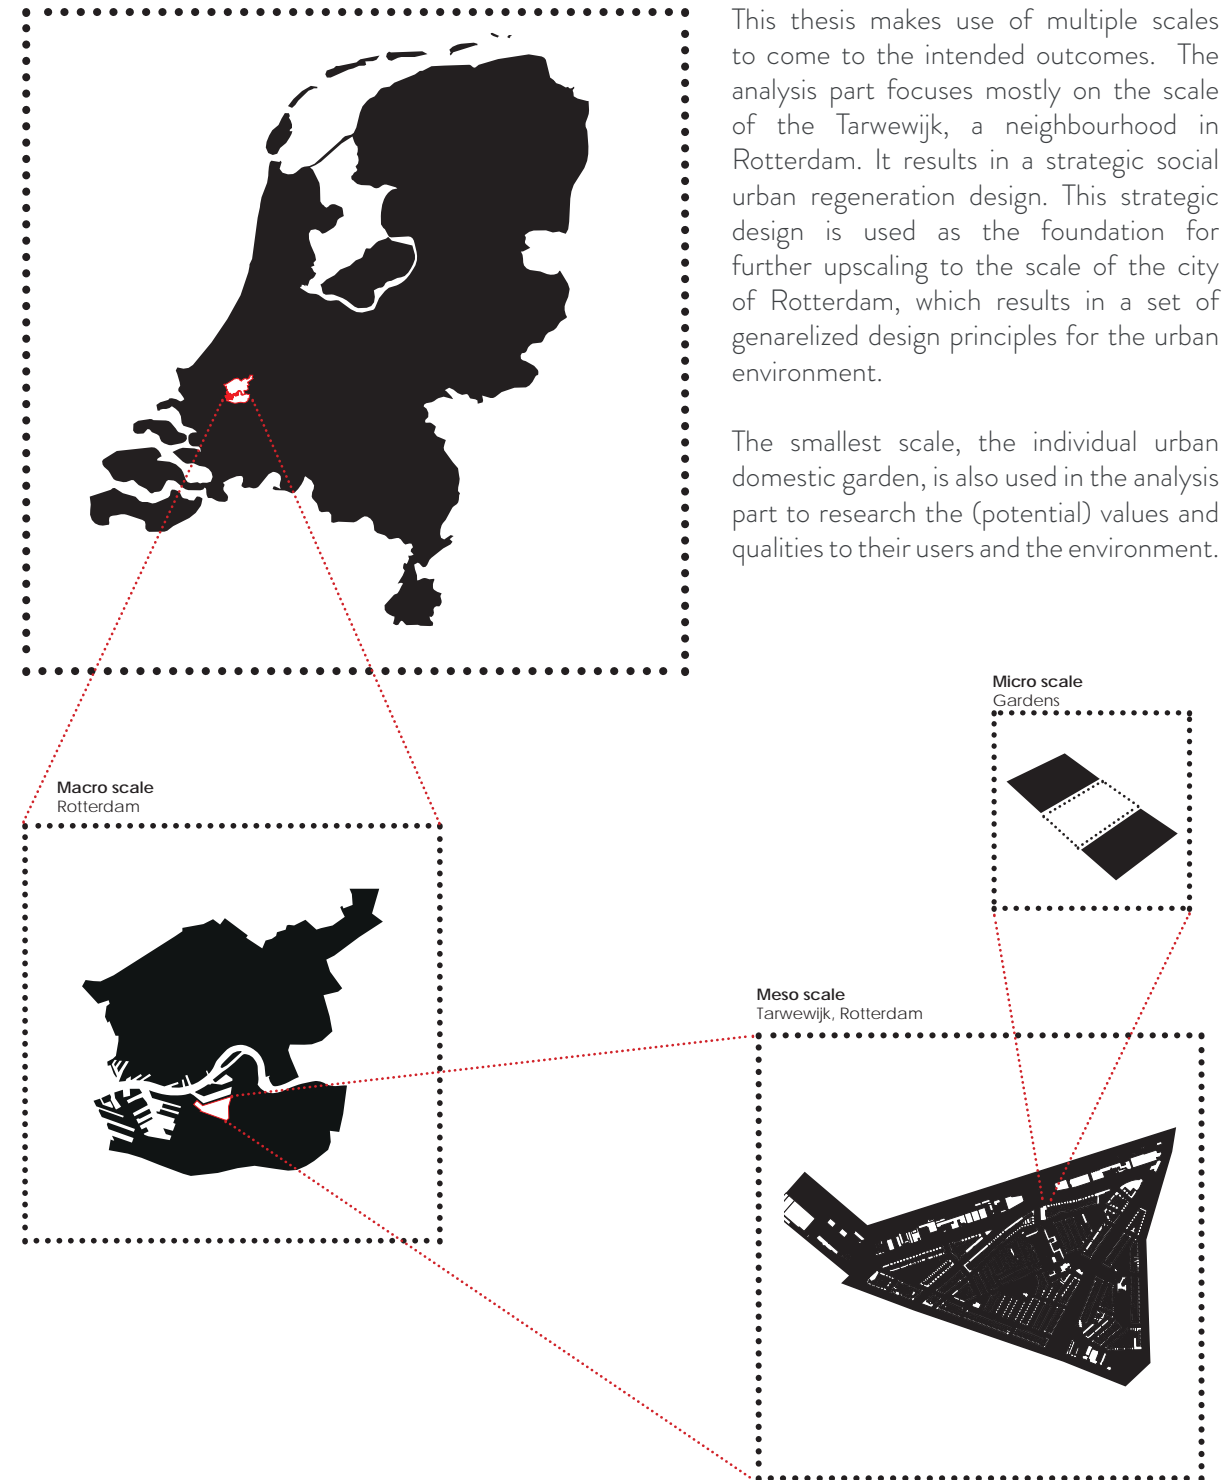 This thesis makes use of multiple scales
to come to the intended outcomes. The
analysis part focuses mostly on the scale
of the Tarwewijk, a neighbourhood in
Rotterdam. It results in a strategic social
urban regeneration design. This strategic
design is used as the foundation for
further upscaling to the scale of the city
of Rotterdam, which results in a set of
genarelized design principles for the urban
environment.
The smallest scale, the individual urban
domestic garden, is also used in the analysis
part to research the (potential) values and
qualities to their users and the environment.
Micro scale
Gardens
Macro scale
Rotterdam
Meso scale
Tarwewijk, Rotterdam